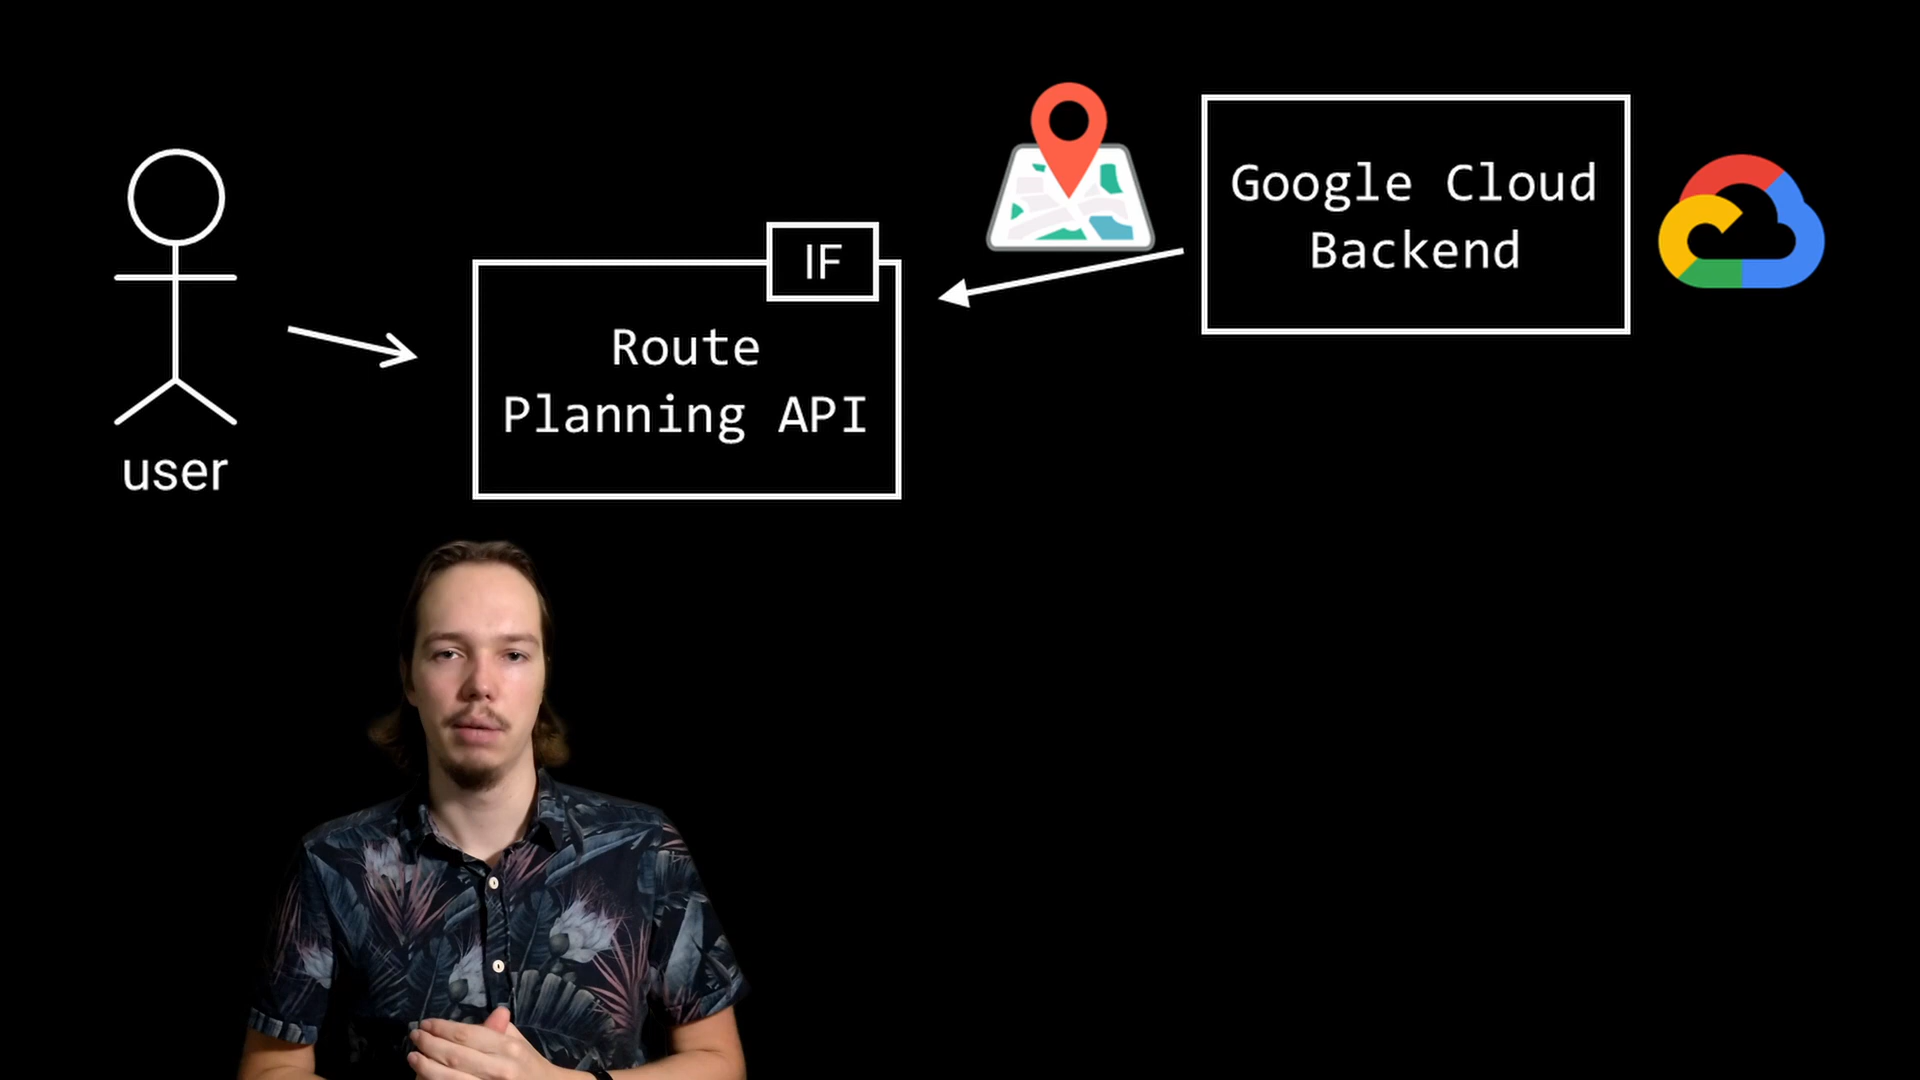 user
IF
Route
Planning API
Google Cloud
Backend